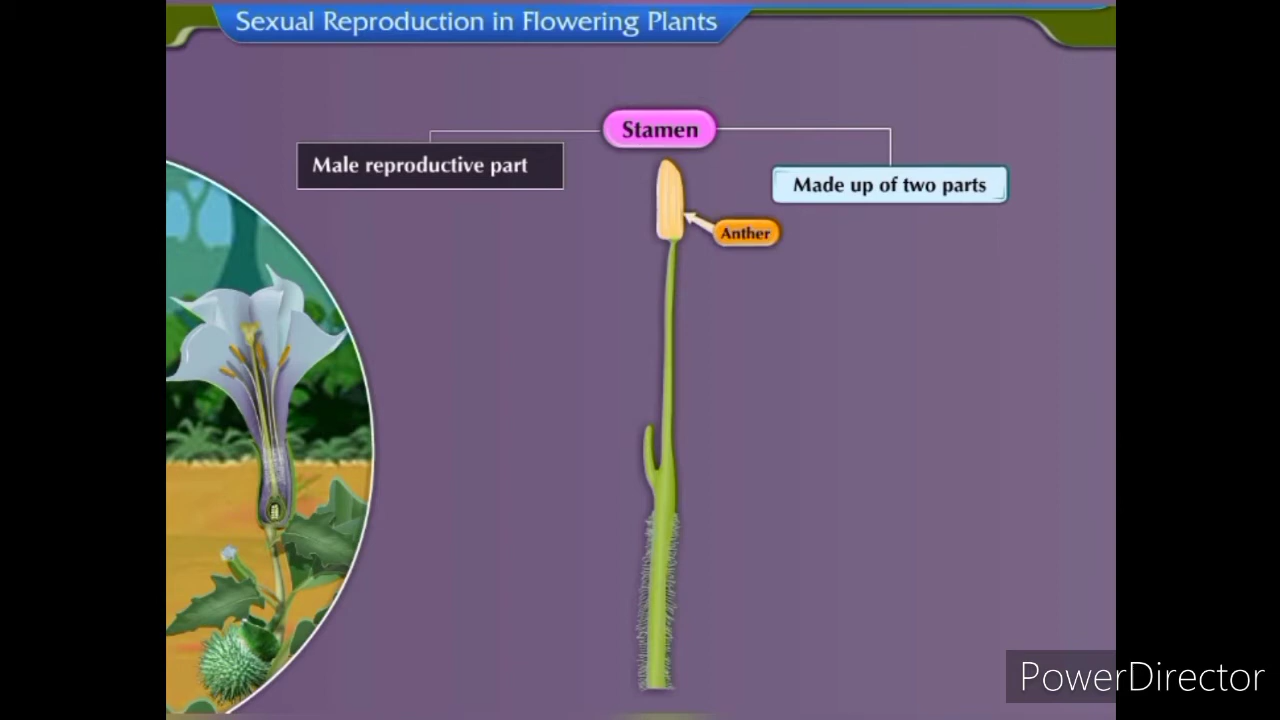 Sexual Reproduction in Flowering Plants
Stamen
Male reproductive part
Made up of two parts
Anther
PowerDirector